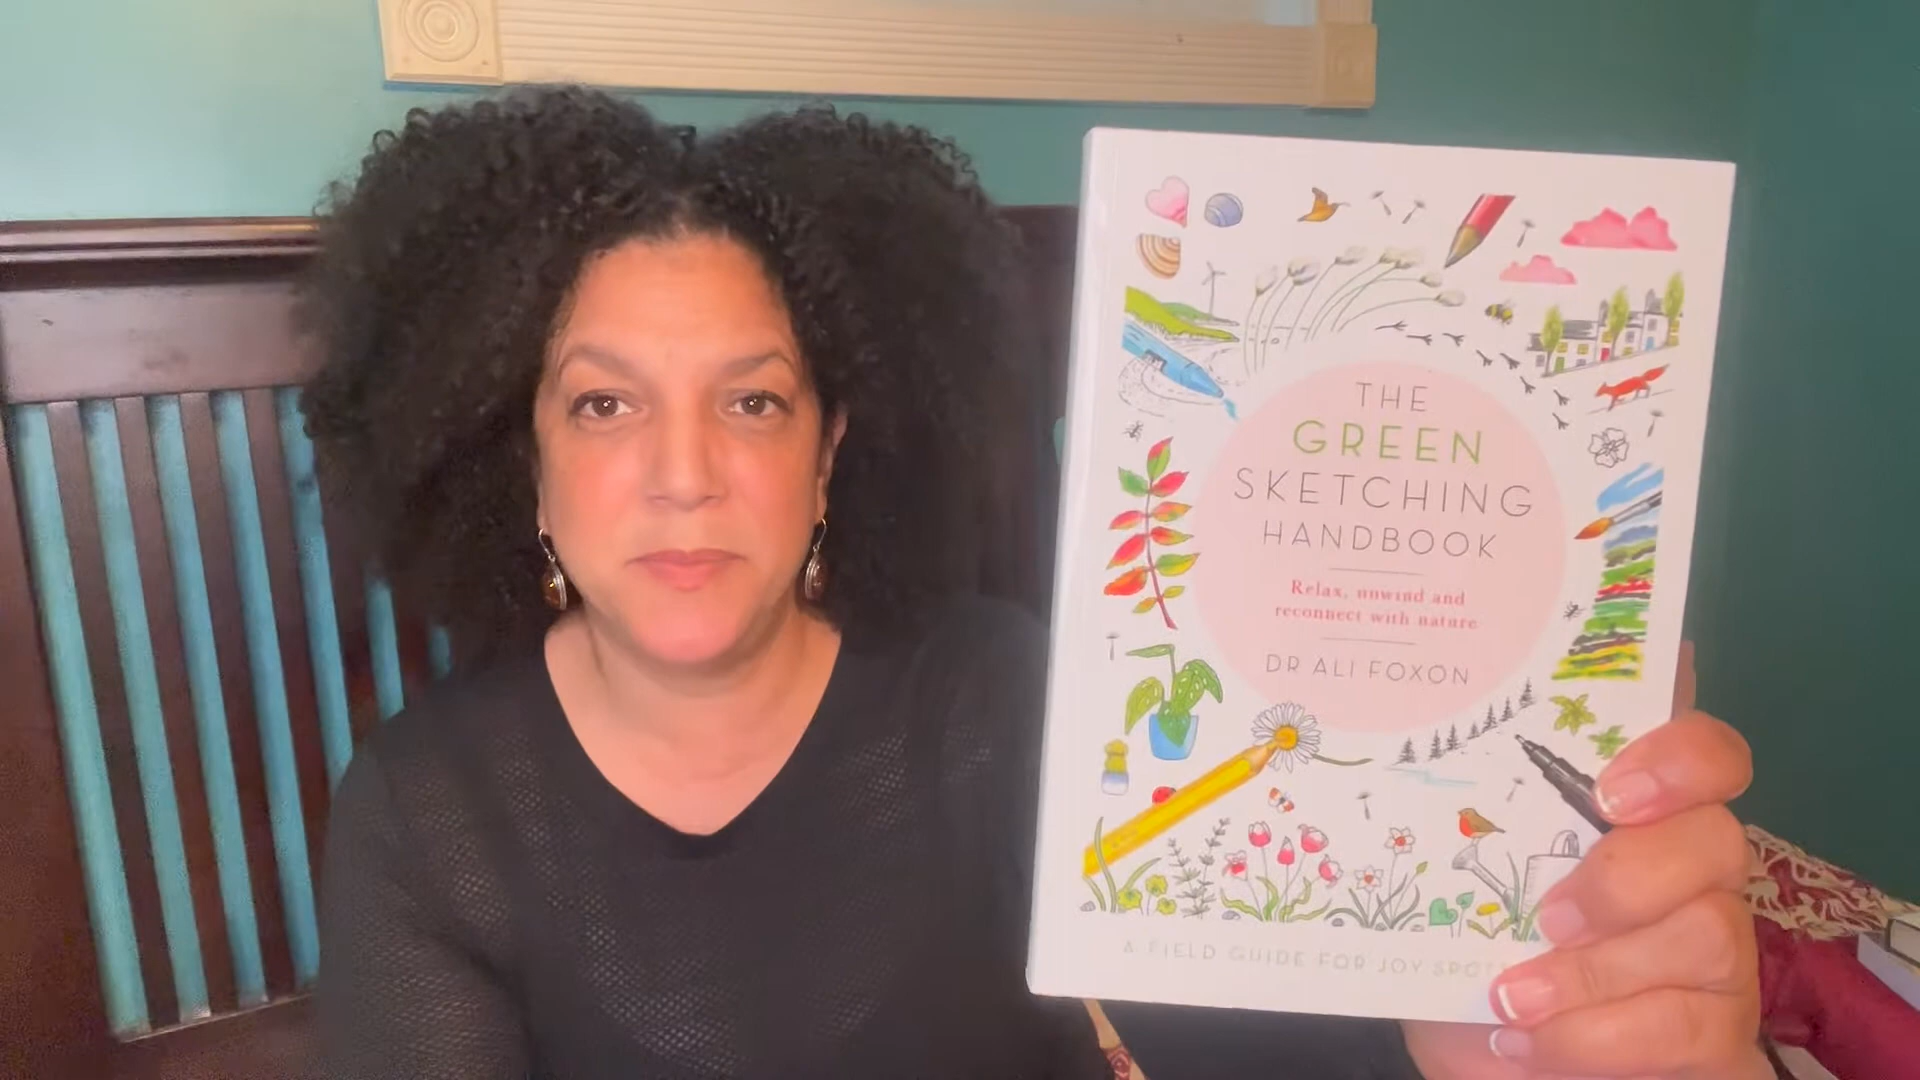 THE
GREEN
SKETCHING
HANDBOOK
Relax, unwind and
reconnect with nature
DR ALI FOXON
A FIELD GUIDE FOR JOY